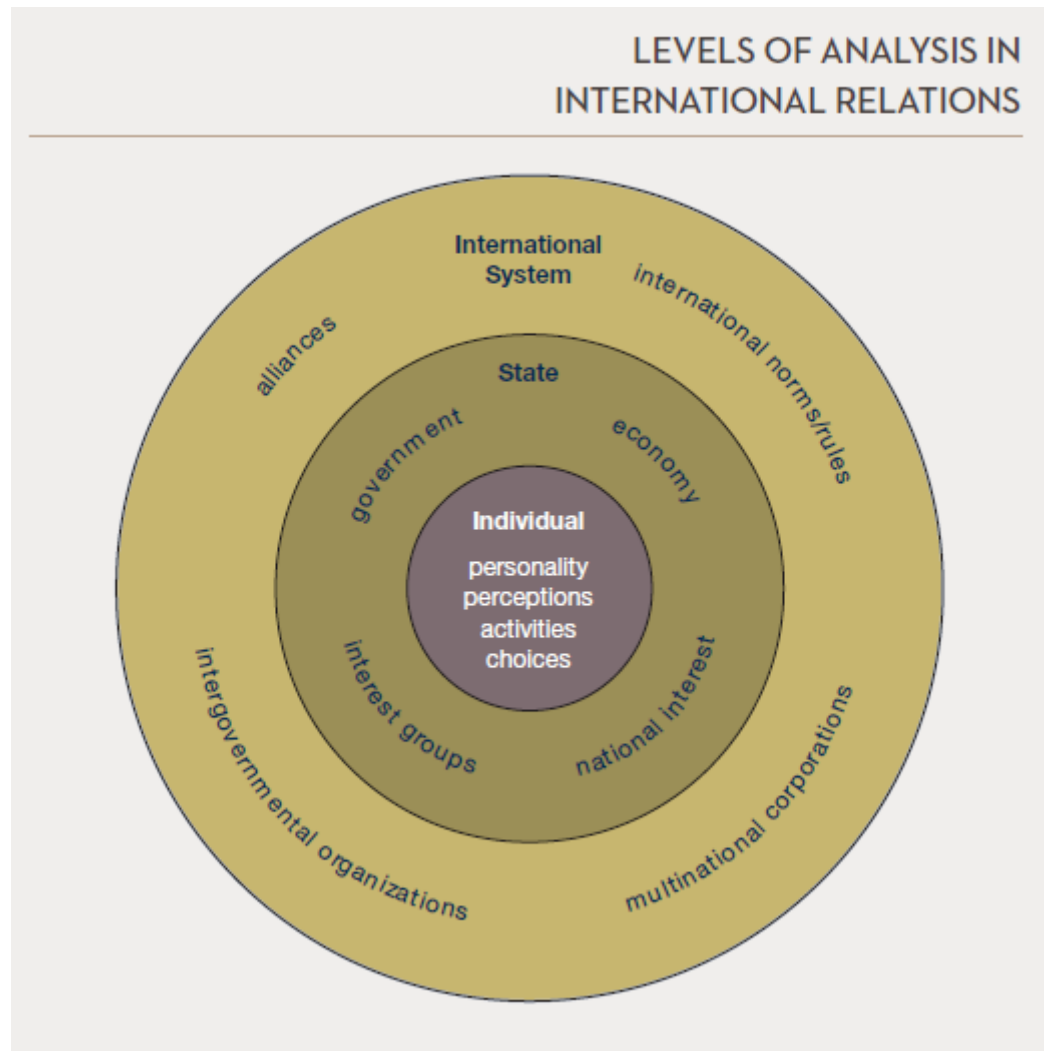 LEVELS OF ANALYSIS IN
INTERNATIONAL RELATIONS
International
System
alliances
international norms/rules
State
government
economy
Individual
personality
perceptions
activities
choices
interest groups
national interest
intergovernmental organizations
multinational corporations